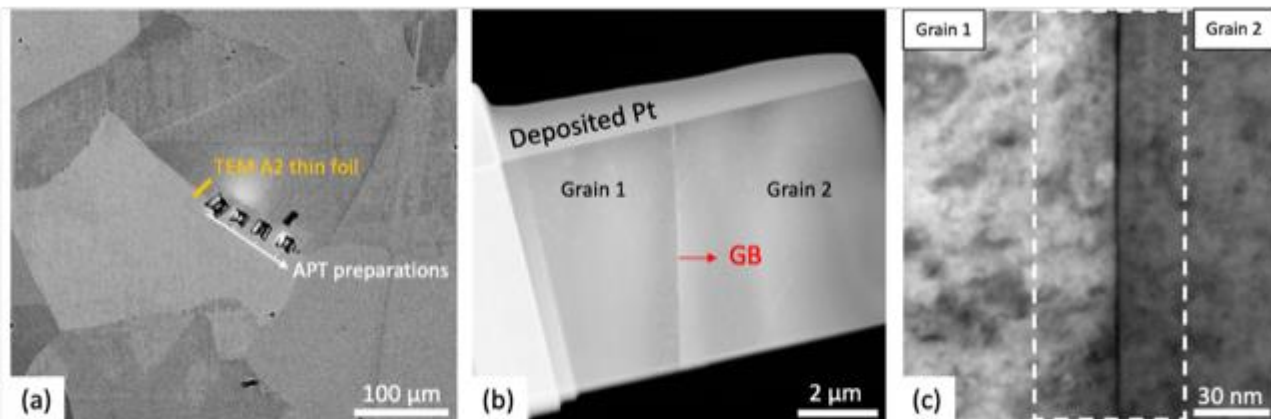 TEM A2 thin foil
APT preparations
(a)
100 μm
Deposited Pt
Grain 1
Grain 2
GB
(b)
2 μm
Grain 1
Grain 2
(c)
30 nm